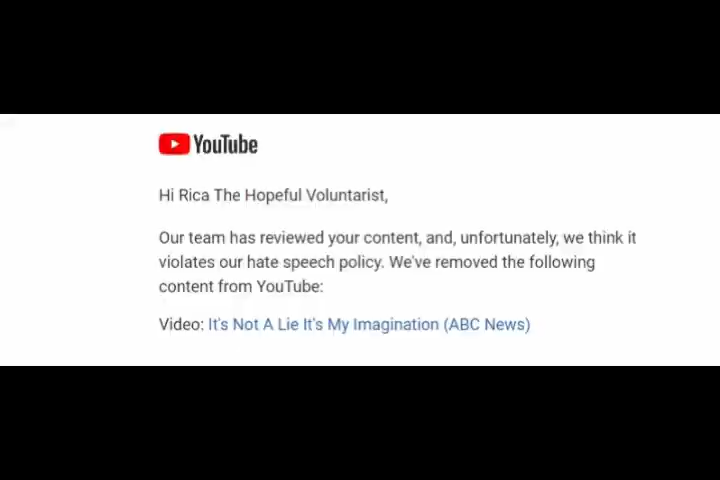 YouTube
Hi Rica The Hopeful Voluntarist,
Our team has reviewed your content, and, unfortunately, we think it
violates our hate speech policy. We've removed the following
content from YouTube:
Video: It's Not A Lie It's My Imagination (ABC News)